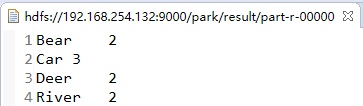 hdfs://192.168.254.132:9000/park/result/part-r-00000
1 Bear 2
2 Car 3
3 Deer 2
4 River 2